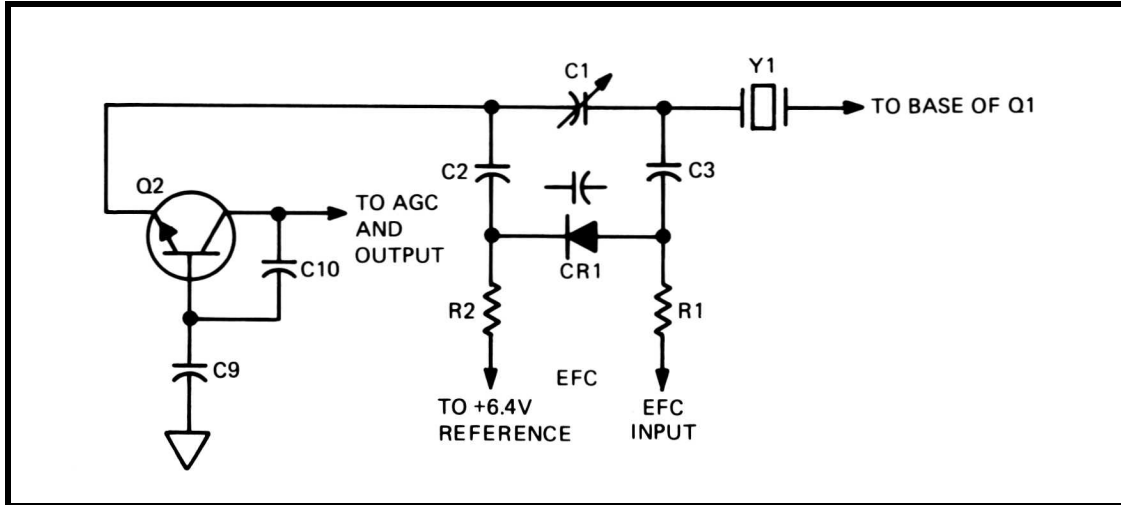 C1
Y1
TO BASE OF Q1
C2
C3
Q2
TO AGC
AND
OUTPUT
CR1
C10
R2
R1
C9
EFC
TO +6.4V
REFERENCE
EFC
INPUT